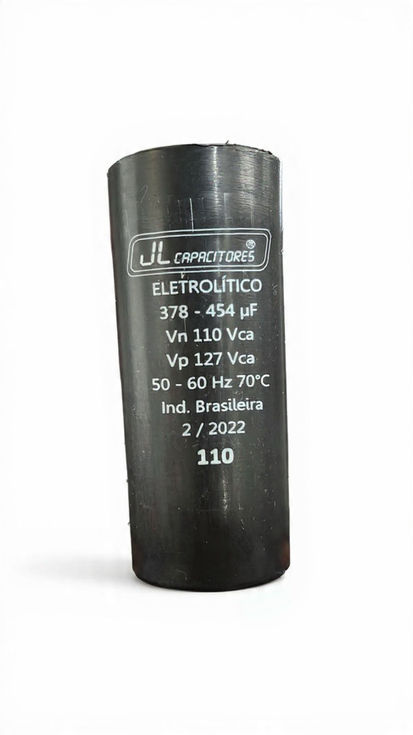 JL CAPACITORES ®
ELETROLÍTICO
378 - 454 µF
Vn 110 Vca
Vp 127 Vca
50 - 60 Hz 70°C
Ind. Brasileira
2 / 2022
110